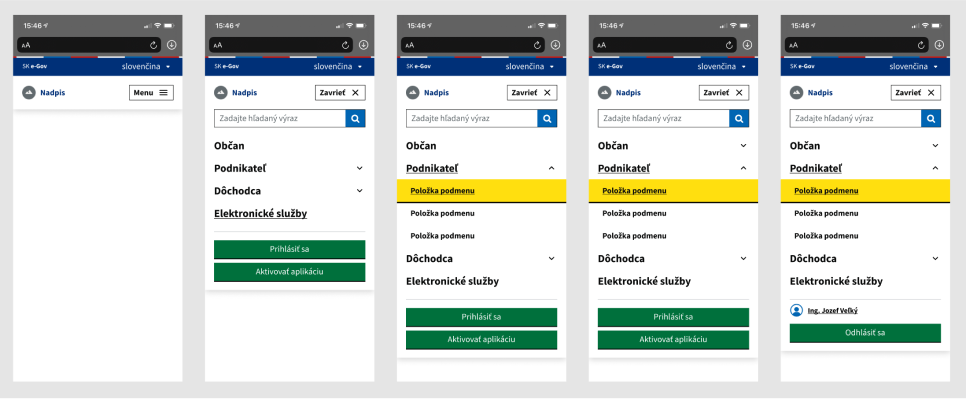 15:46
AA
SK e-Gov
slovenčina
Nadpis
Menu
15:46
AA
SK e-Gov
slovenčina
Nadpis
Zavrieť
Zadajte hľadaný výraz
Občan
Podnikateľ
Dôchodca
Elektronické služby
Prihlásiť sa
Aktivovať aplikáciu
15:46
AA
SK e-Gov
slovenčina
Nadpis
Zavrieť
Zadajte hľadaný výraz
Občan
Podnikateľ
Položka podmenu
Položka podmenu
Položka podmenu
Dôchodca
Elektronické služby
Prihlásiť sa
Aktivovať aplikáciu
15:46
AA
SK e-Gov
slovenčina
Nadpis
Zavrieť
Zadajte hľadaný výraz
Občan
Podnikateľ
Položka podmenu
Položka podmenu
Položka podmenu
Dôchodca
Elektronické služby
Prihlásiť sa
Aktivovať aplikáciu
15:46
AA
SK e-Gov
slovenčina
Nadpis
Zavrieť
Zadajte hľadaný výraz
Občan
Podnikateľ
Položka podmenu
Položka podmenu
Položka podmenu
Dôchodca
Elektronické služby
Ing. Jozef Veľký
Odhlásiť sa